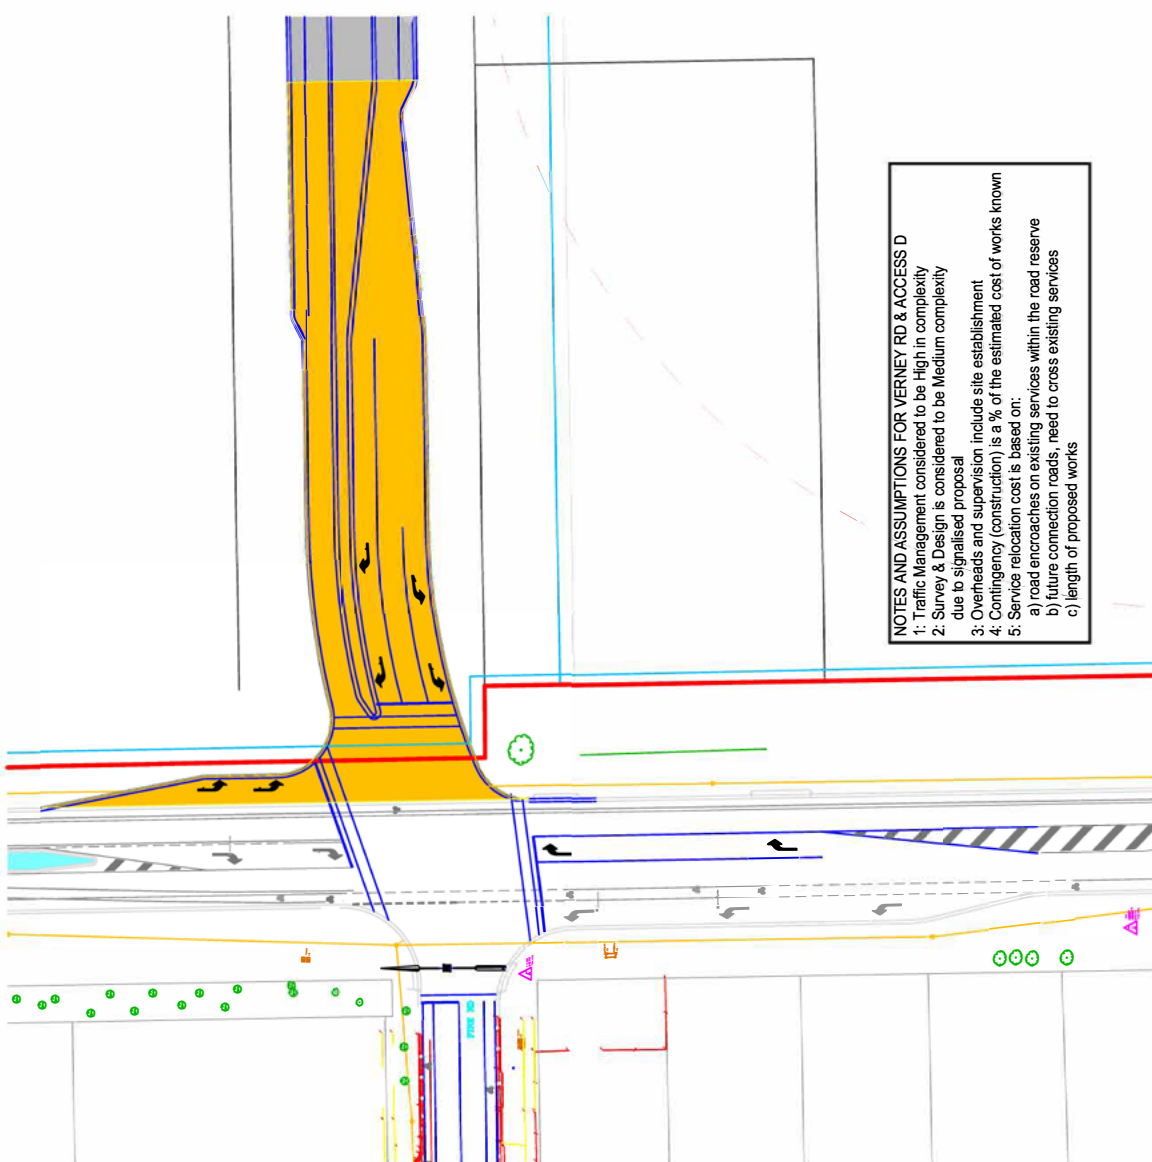 NOTES AND ASSUMPTIONS FOR VERNEY RD & ACCESS D
1: Traffic Management considered to be High in complexity
2: Survey & Design is considered to be Medium complexity
due to signalised proposal
3: Overheads and supervision include site establishment
4: Contingency (construction) is a % of the estimated cost of works known
5: Service relocation cost is based on:
a) road encroaches on existing services within the road reserve
b) future connection roads, need to cross existing services
c) length of proposed works
PINE RD